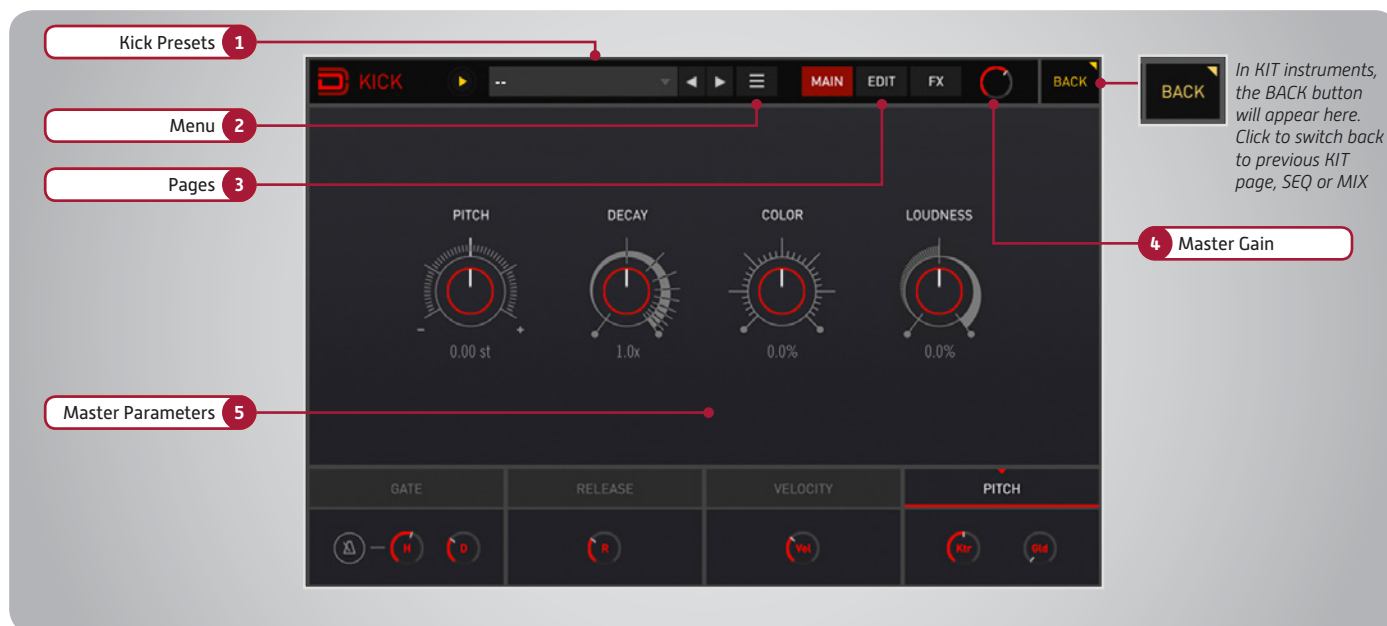 Kick Presets 1
KICK
--
MAIN EDIT FX
BACK
BACK
In KIT instruments,
the BACK button
will appear here.
Click to switch back
to previous KIT
page, SEQ or MIX
Menu 2
Pages 3
4 Master Gain
PITCH DECAY COLOR LOUDNESS
- +
0.00 st 1.0x 0.0% 0.0%
Master Parameters 5
GATE RELEASE VELOCITY PITCH
H D R Vel Ktr Gld